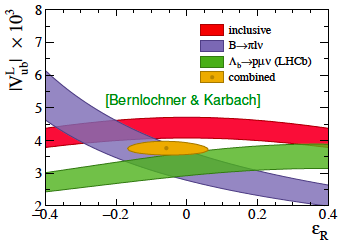 8
7
6
5
4
3
2
|V^L_ub| × 10^3
inclusive
B→πlν
Λ_b→pμν (LHCb)
combined
[Bernlochner & Karbach]
-0.4 -0.2 0 0.2 0.4
ε_R